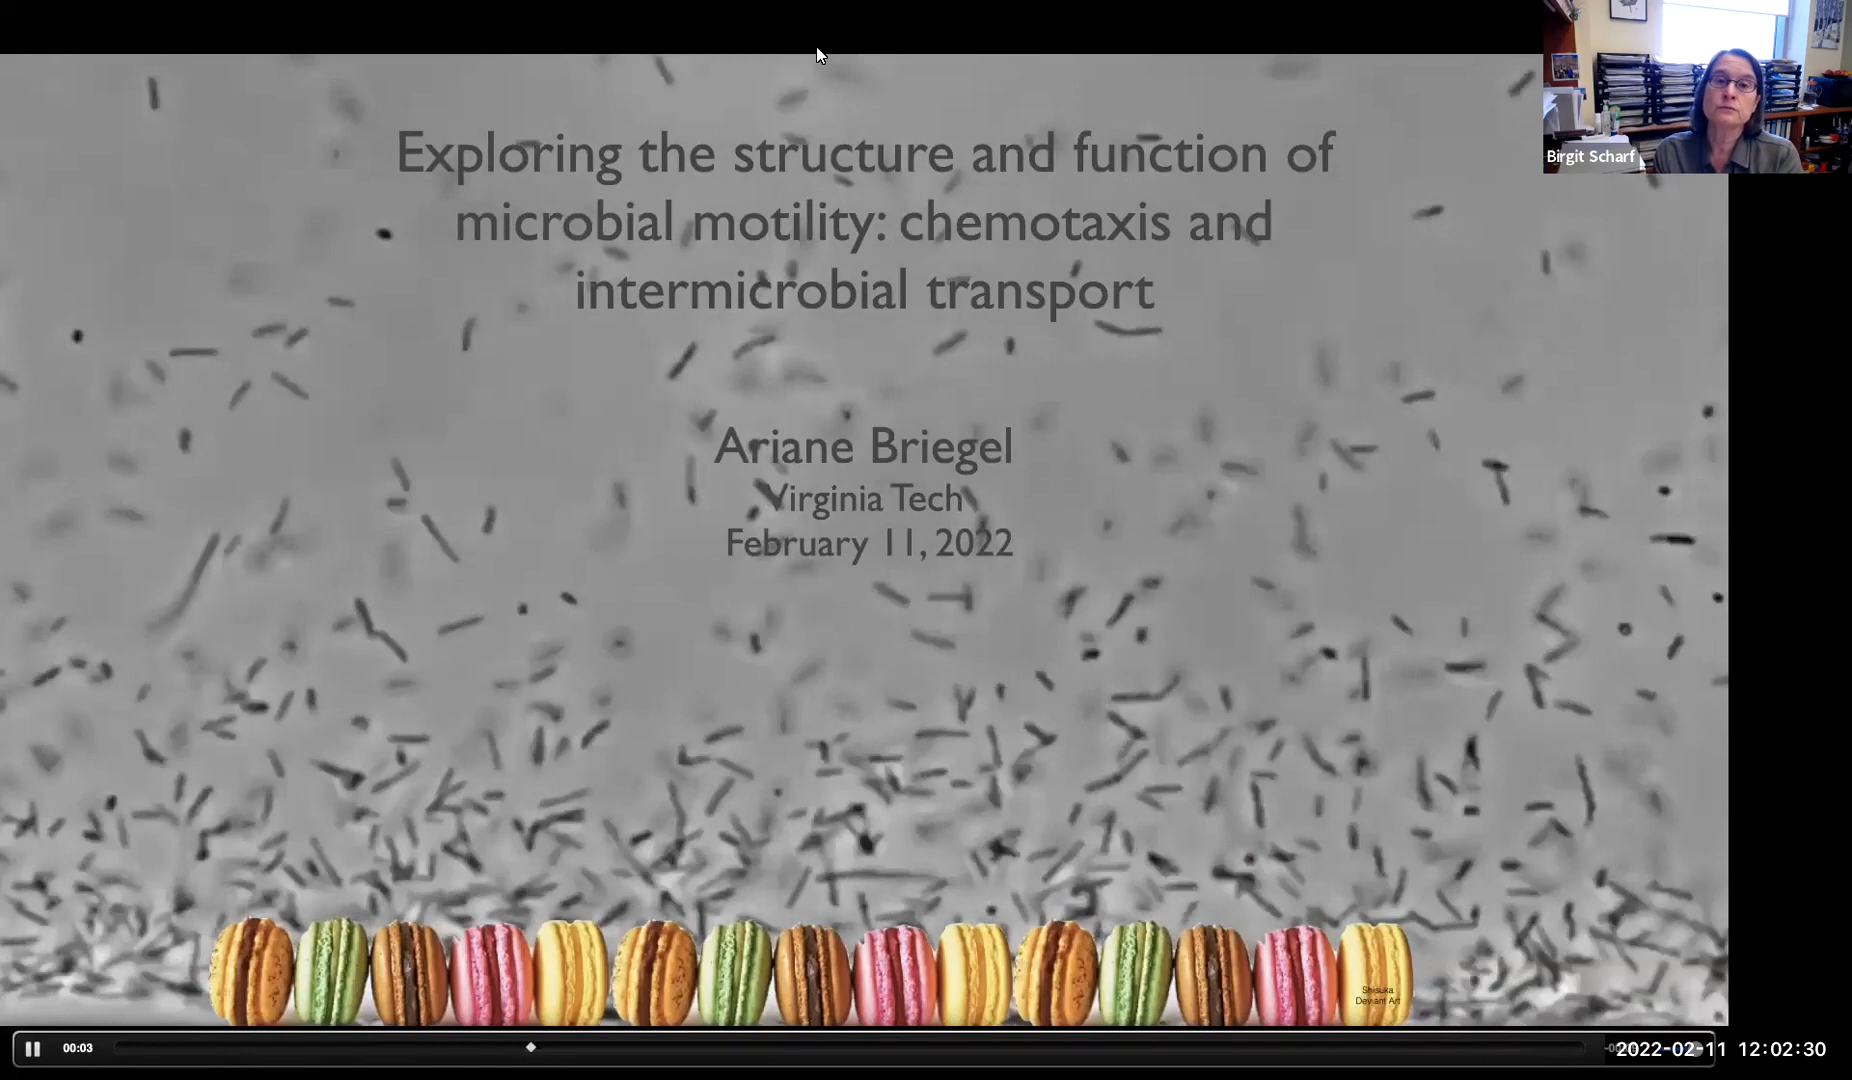 Exploring the structure and function of
microbial motility: chemotaxis and
intermicrobial transport
Ariane Briegel
Virginia Tech
February 11, 2022
Birgit Scharf
Shisuka
Deviant Art
00:03
2022-02-11 12:02:30